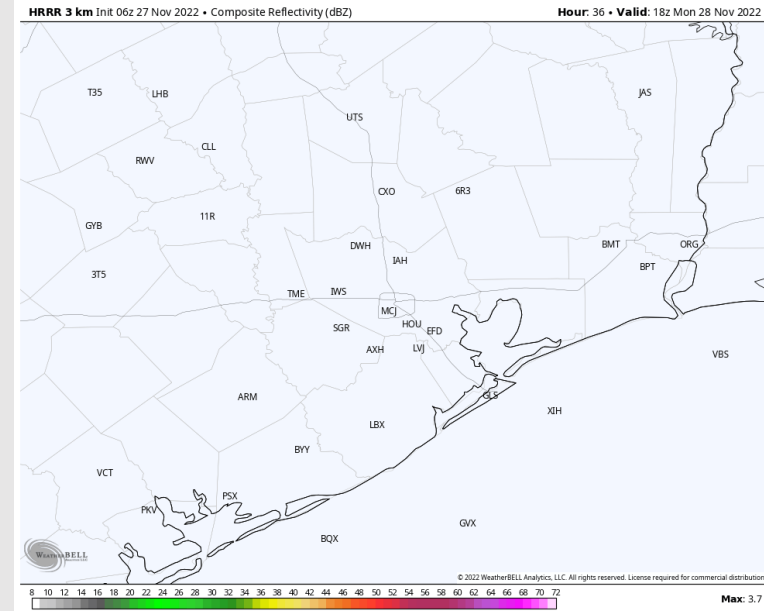 HRRR 3 km Init 06z 27 Nov 2022 • Composite Reflectivity (dBZ)
Hour: 36 • Valid: 18z Mon 28 Nov 2022
T35
LHB
JAS
UTS
CLL
RWV
CXO
6R3
11R
GYB
DWH
BMT
ORG
IAH
BPT
3T5
TME
IWS
MCJ
SGR
HOU
EFD
AXH
LVJ
VBS
GLS
ARM
XIH
LBX
BYY
VCT
PSX
PKV
GVX
BQX
WEATHERBELL
© 2022 WeatherBELL Analytics, LLC. All rights reserved. License required for commercial distribution
8 10 12 14 16 18 20 22 24 26 28 30 32 34 36 38 40 42 44 46 48 50 52 54 56 58 60 62 64 66 68 70 72
Max: 3.7